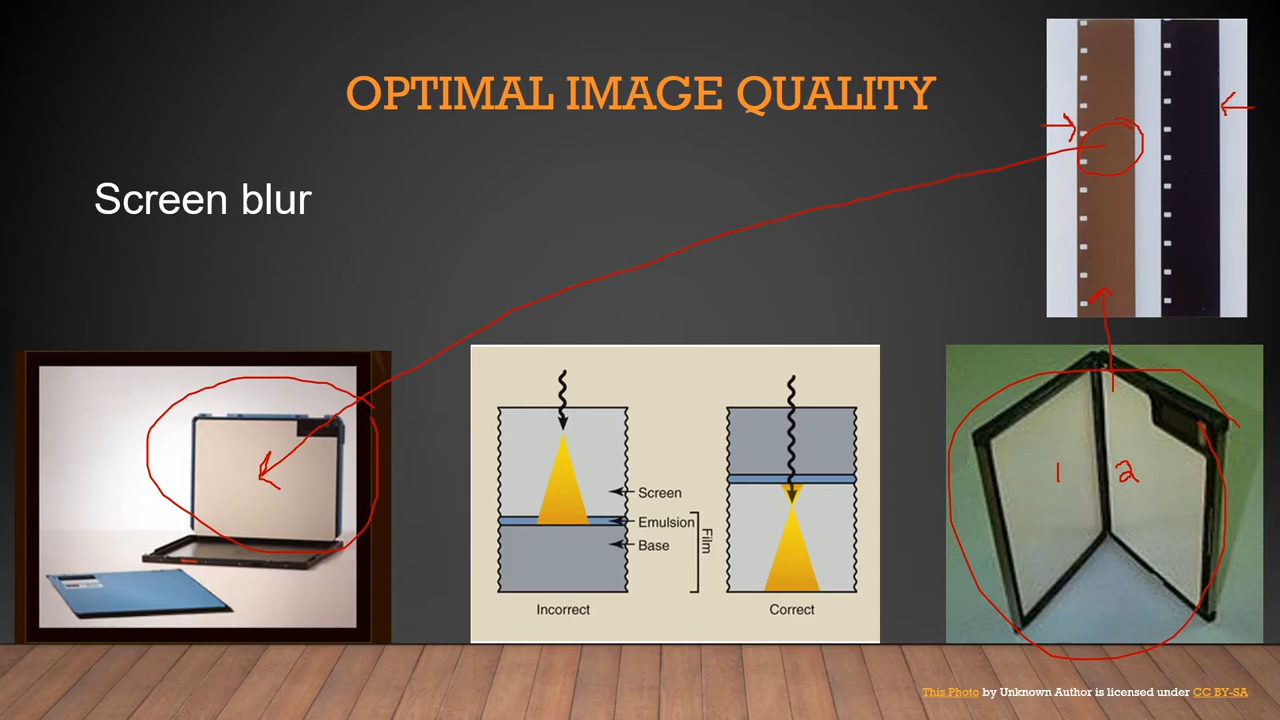 OPTIMAL IMAGE QUALITY
Screen blur
1 2
Screen
Emulsion
Base
Film
Incorrect
Correct
This Photo by Unknown Author is licensed under CC BY-SA